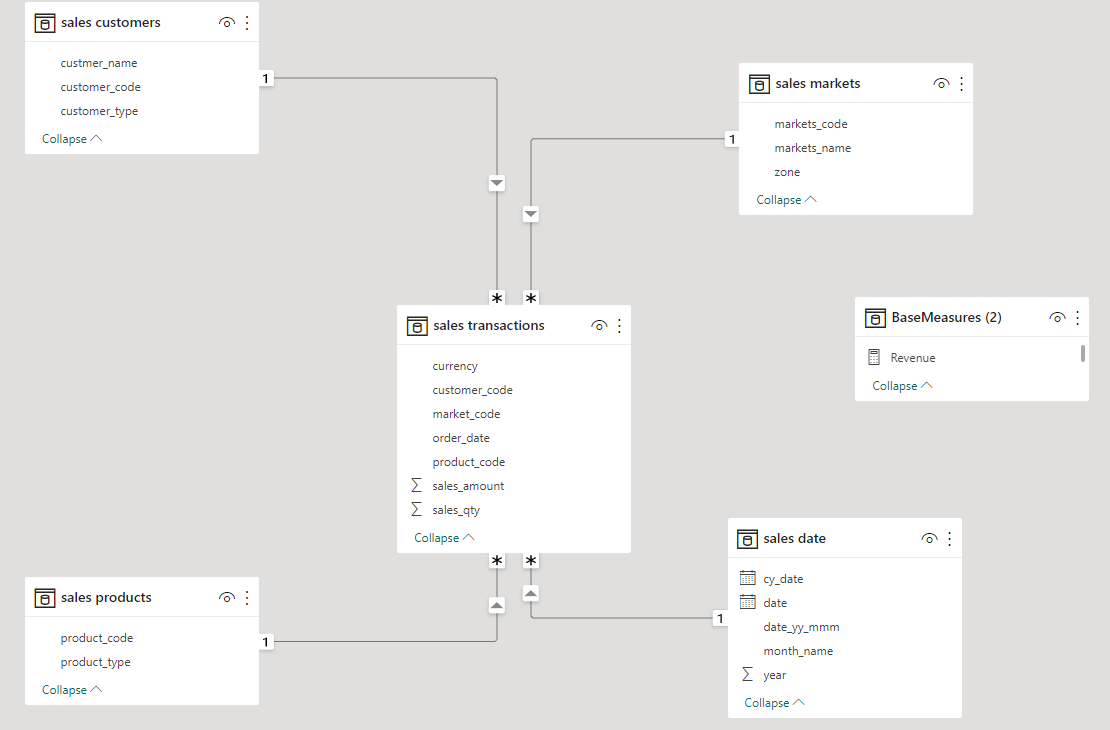 sales customers
custmer_name
customer_code
customer_type
Collapse
1
sales markets
markets_code
markets_name
zone
Collapse
1
*
*
sales transactions
currency
customer_code
market_code
order_date
product_code
∑ sales_amount
∑ sales_qty
Collapse
*
*
BaseMeasures (2)
Revenue
Collapse
sales products
product_code
product_type
Collapse
1
sales date
cy_date
date
date_yy_mmm
month_name
∑ year
Collapse
1